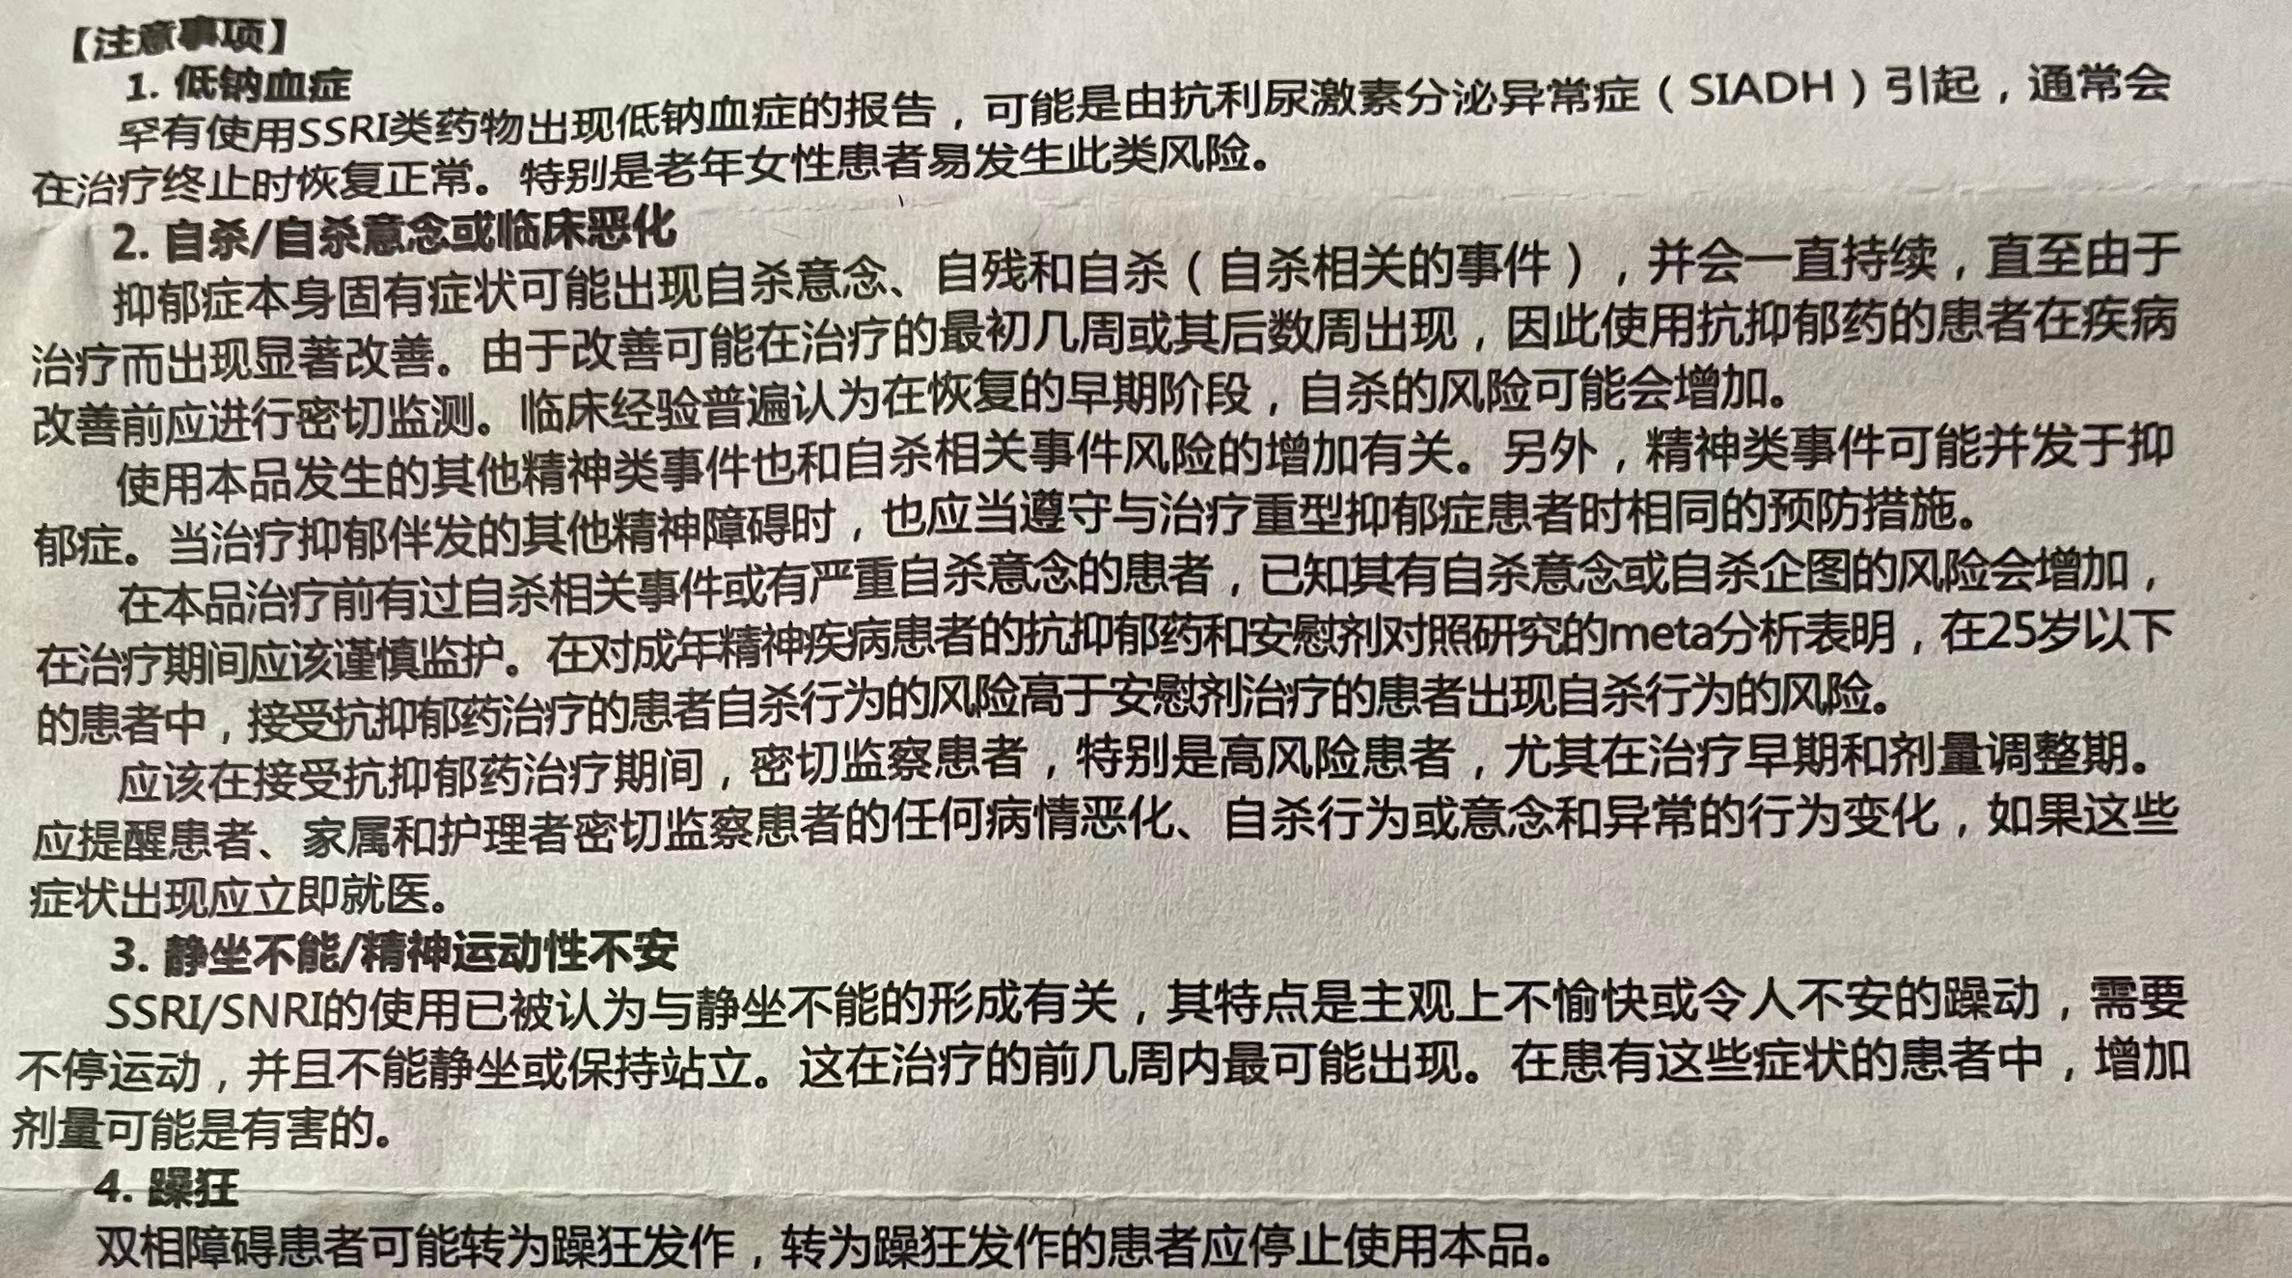 【注意事项】
1. 低钠血症
罕有使用SSRI类药物出现低钠血症的报告，可能是由抗利尿激素分泌异常症（SIADH）引起，通常会
在治疗终止时恢复正常。特别是老年女性患者易发生此类风险。
2. 自杀/自杀意念或临床恶化
抑郁症本身固有症状可能出现自杀意念、自残和自杀（自杀相关的事件），并会一直持续，直至由于
治疗而出现显著改善。由于改善可能在治疗的最初几周或其后数周出现，因此使用抗抑郁药的患者在疾病
改善前应进行密切监测。临床经验普遍认为在恢复的早期阶段，自杀的风险可能会增加。
使用本品发生的其他精神类事件也和自杀相关事件风险的增加有关。另外，精神类事件可能并发于抑
郁症。当治疗抑郁伴发的其他精神障碍时，也应当遵守与治疗重型抑郁症患者时相同的预防措施。
在本品治疗前有过自杀相关事件或有严重自杀意念的患者，已知其有自杀意念或自杀企图的风险会增加，
在治疗期间应该谨慎监护。在对成年精神疾病患者的抗抑郁药和安慰剂对照研究的meta分析表明，在25岁以下
的患者中，接受抗抑郁药治疗的患者自杀行为的风险高于安慰剂治疗的患者出现自杀行为的风险。
应该在接受抗抑郁药治疗期间，密切监察患者，特别是高风险患者，尤其在治疗早期和剂量调整期。
应提醒患者、家属和护理者密切监察患者的任何病情恶化、自杀行为或意念和异常的行为变化，如果这些
症状出现应立即就医。
3. 静坐不能/精神运动性不安
SSRI/SNRI的使用已被认为与静坐不能的形成有关，其特点是主观上不愉快或令人不安的躁动，需要
不停运动，并且不能静坐或保持站立。这在治疗的前几周内最可能出现。在患有这些症状的患者中，增加
剂量可能是有害的。
4. 躁狂
双相障碍患者可能转为躁狂发作，转为躁狂发作的患者应停止使用本品。